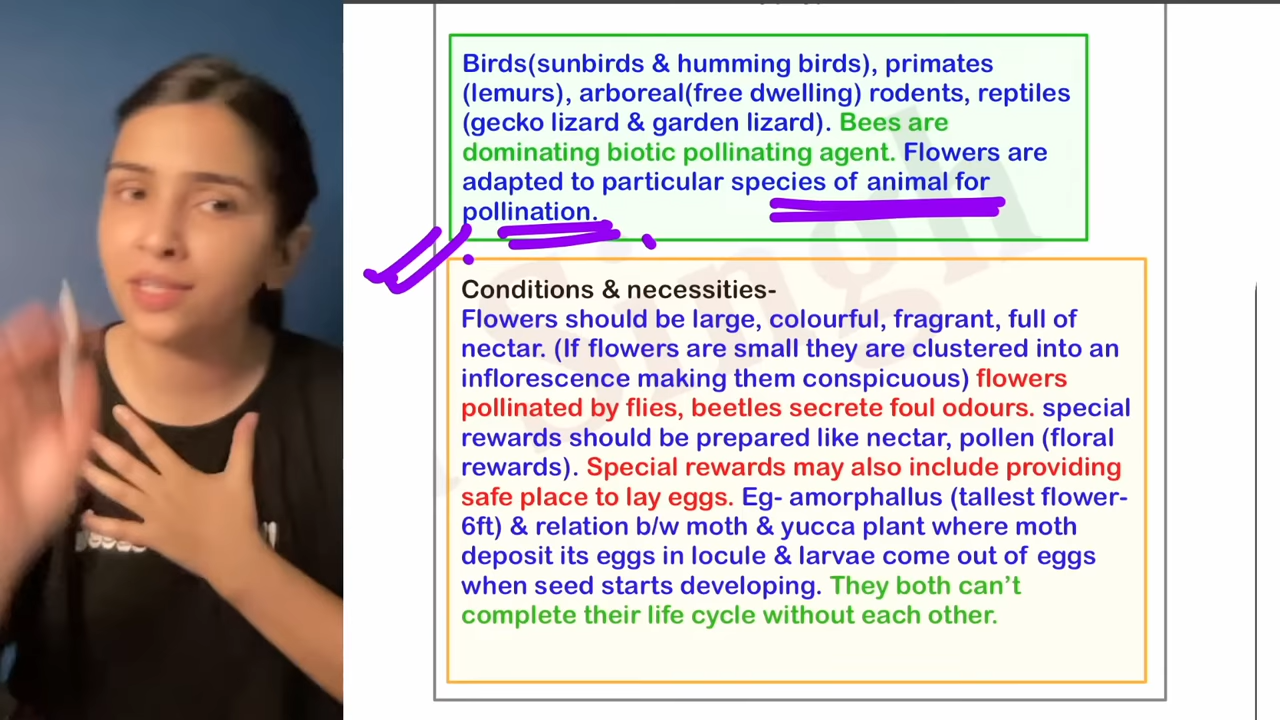 Birds(sunbirds & humming birds), primates
(lemurs), arboreal(free dwelling) rodents, reptiles
(gecko lizard & garden lizard). Bees are
dominating biotic pollinating agent. Flowers are
adapted to particular species of animal for
pollination.
Conditions & necessities-
Flowers should be large, colourful, fragrant, full of
nectar. (If flowers are small they are clustered into an
inflorescence making them conspicuous) flowers
pollinated by flies, beetles secrete foul odours. special
rewards should be prepared like nectar, pollen (floral
rewards). Special rewards may also include providing
safe place to lay eggs. Eg- amorphallus (tallest flower-
6ft) & relation b/w moth & yucca plant where moth
deposit its eggs in locule & larvae come out of eggs
when seed starts developing. They both can't
complete their life cycle without each other.
Singh